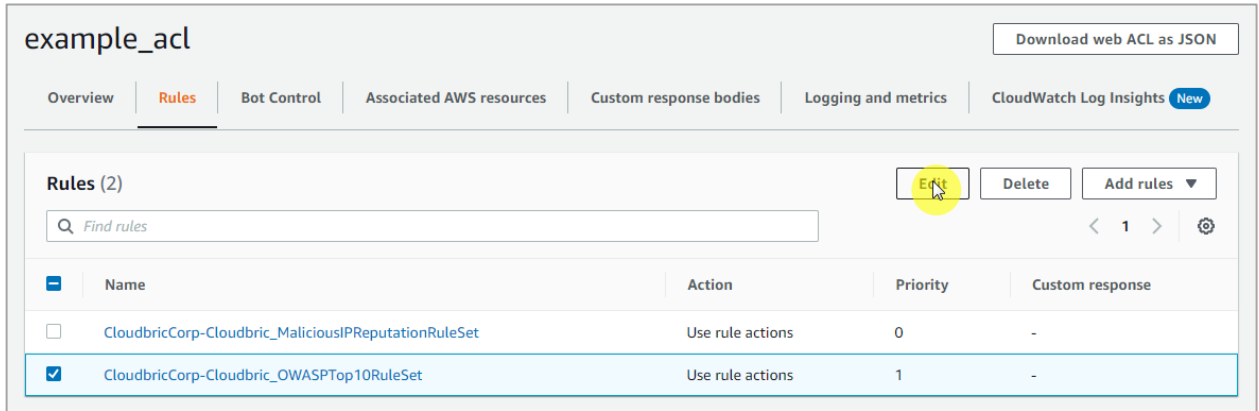 example_acl
Download web ACL as JSON
Overview Rules Bot Control Associated AWS resources Custom response bodies Logging and metrics CloudWatch Log Insights New
Rules (2)
Edit Delete Add rules
Find rules
1
Name Action Priority Custom response
CloudbricCorp-Cloudbric_MaliciousIPReputationRuleSet Use rule actions 0 -
CloudbricCorp-Cloudbric_OWASPTop10RuleSet Use rule actions 1 -